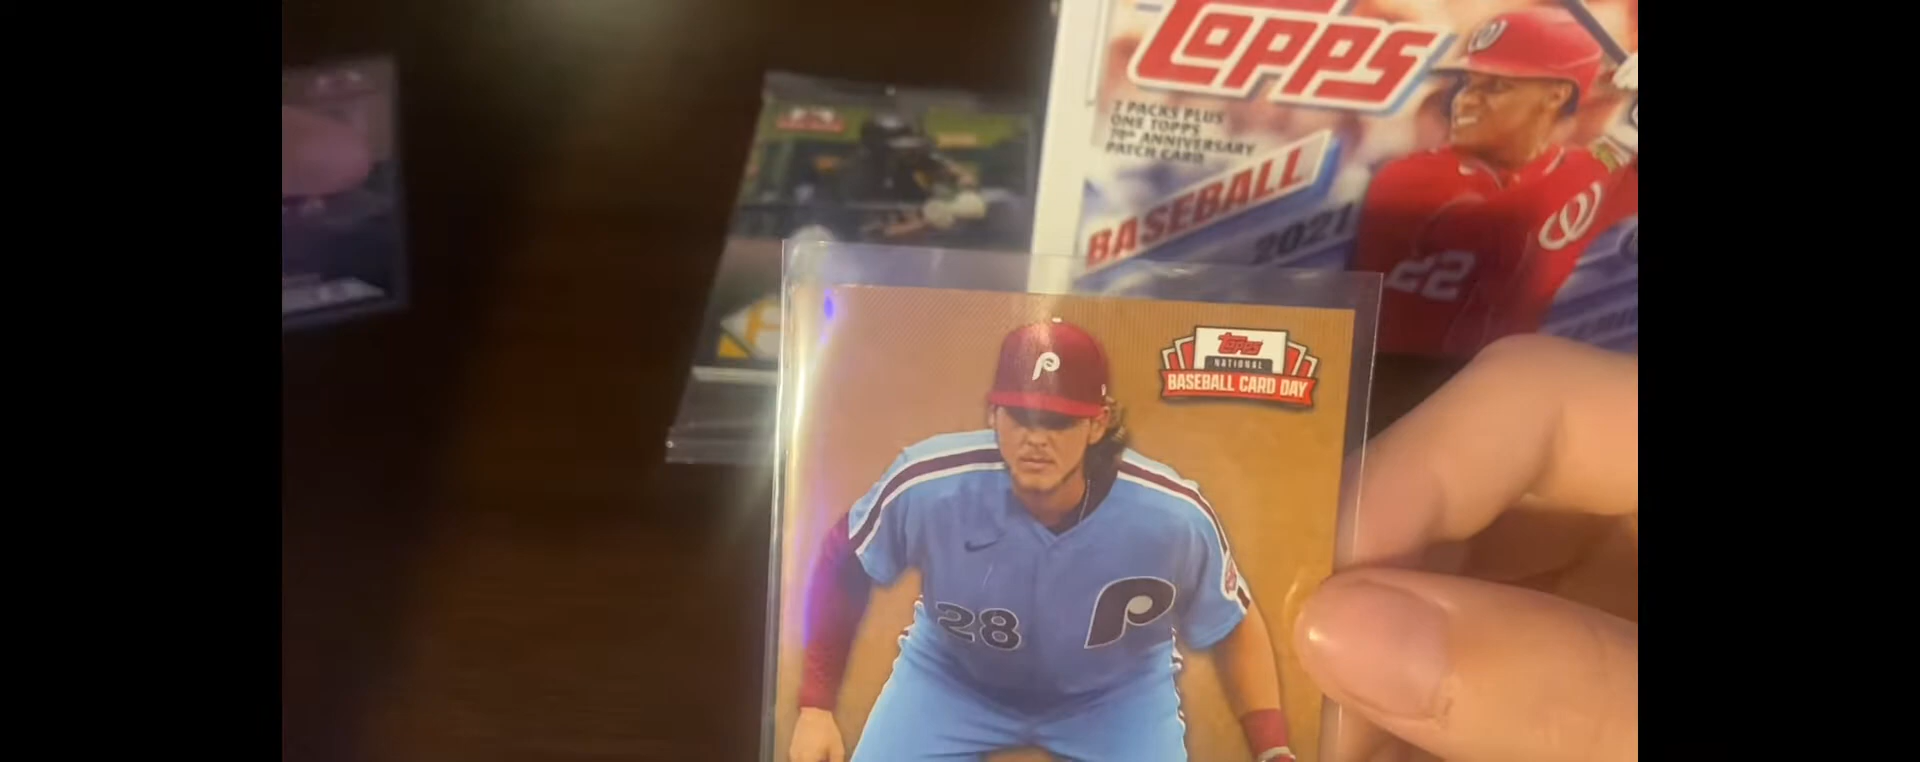 Topps
7 PACKS PLUS
ONE TOPPS
70th ANNIVERSARY
PATCH CARD
BASEBALL
2021
22
Topps
NATIONAL
BASEBALL CARD DAY
P
28 P